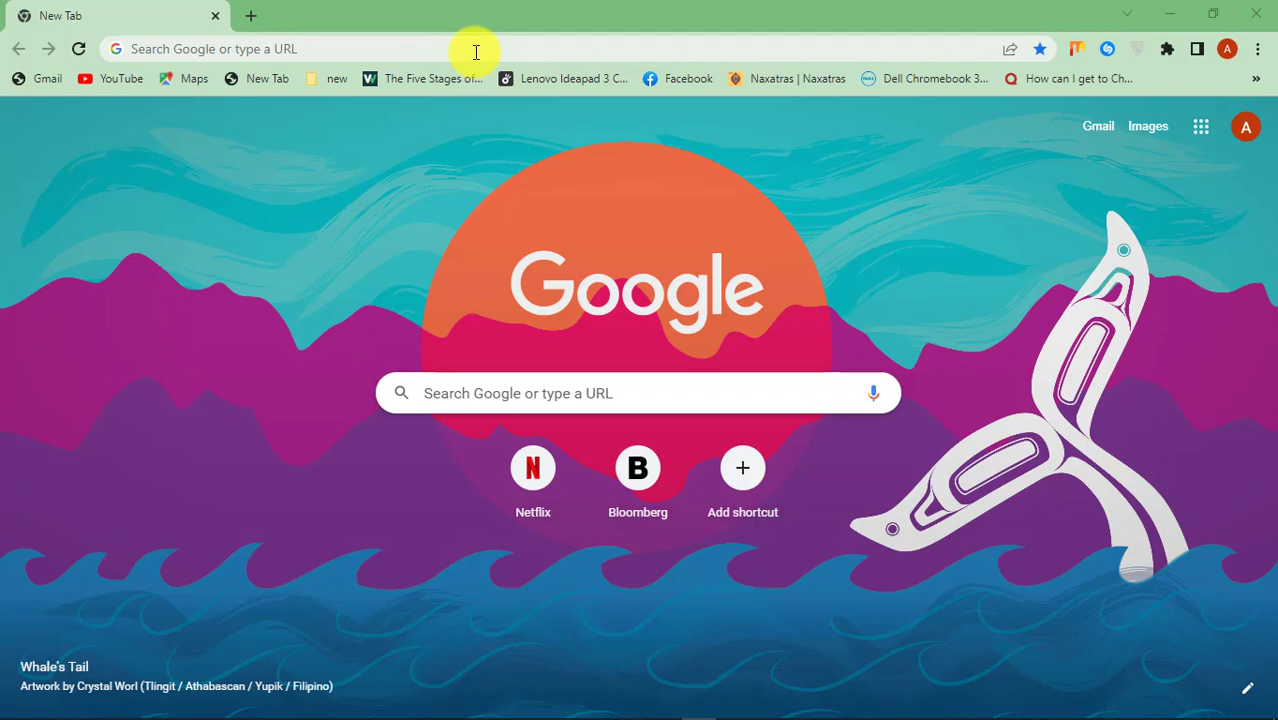 New Tab
Search Google or type a URL
A
Gmail
YouTube
Maps
New Tab
new
The Five Stages of...
Lenovo Ideapad 3 C...
Facebook
Naxatras | Naxatras
Dell Chromebook 3...
How can I get to Ch...
Gmail
Images
A
Google
Search Google or type a URL
N
B
Netflix
Bloomberg
Add shortcut
Whale's Tail
Artwork by Crystal Worl (Tlingit / Athabascan / Yupik / Filipino)